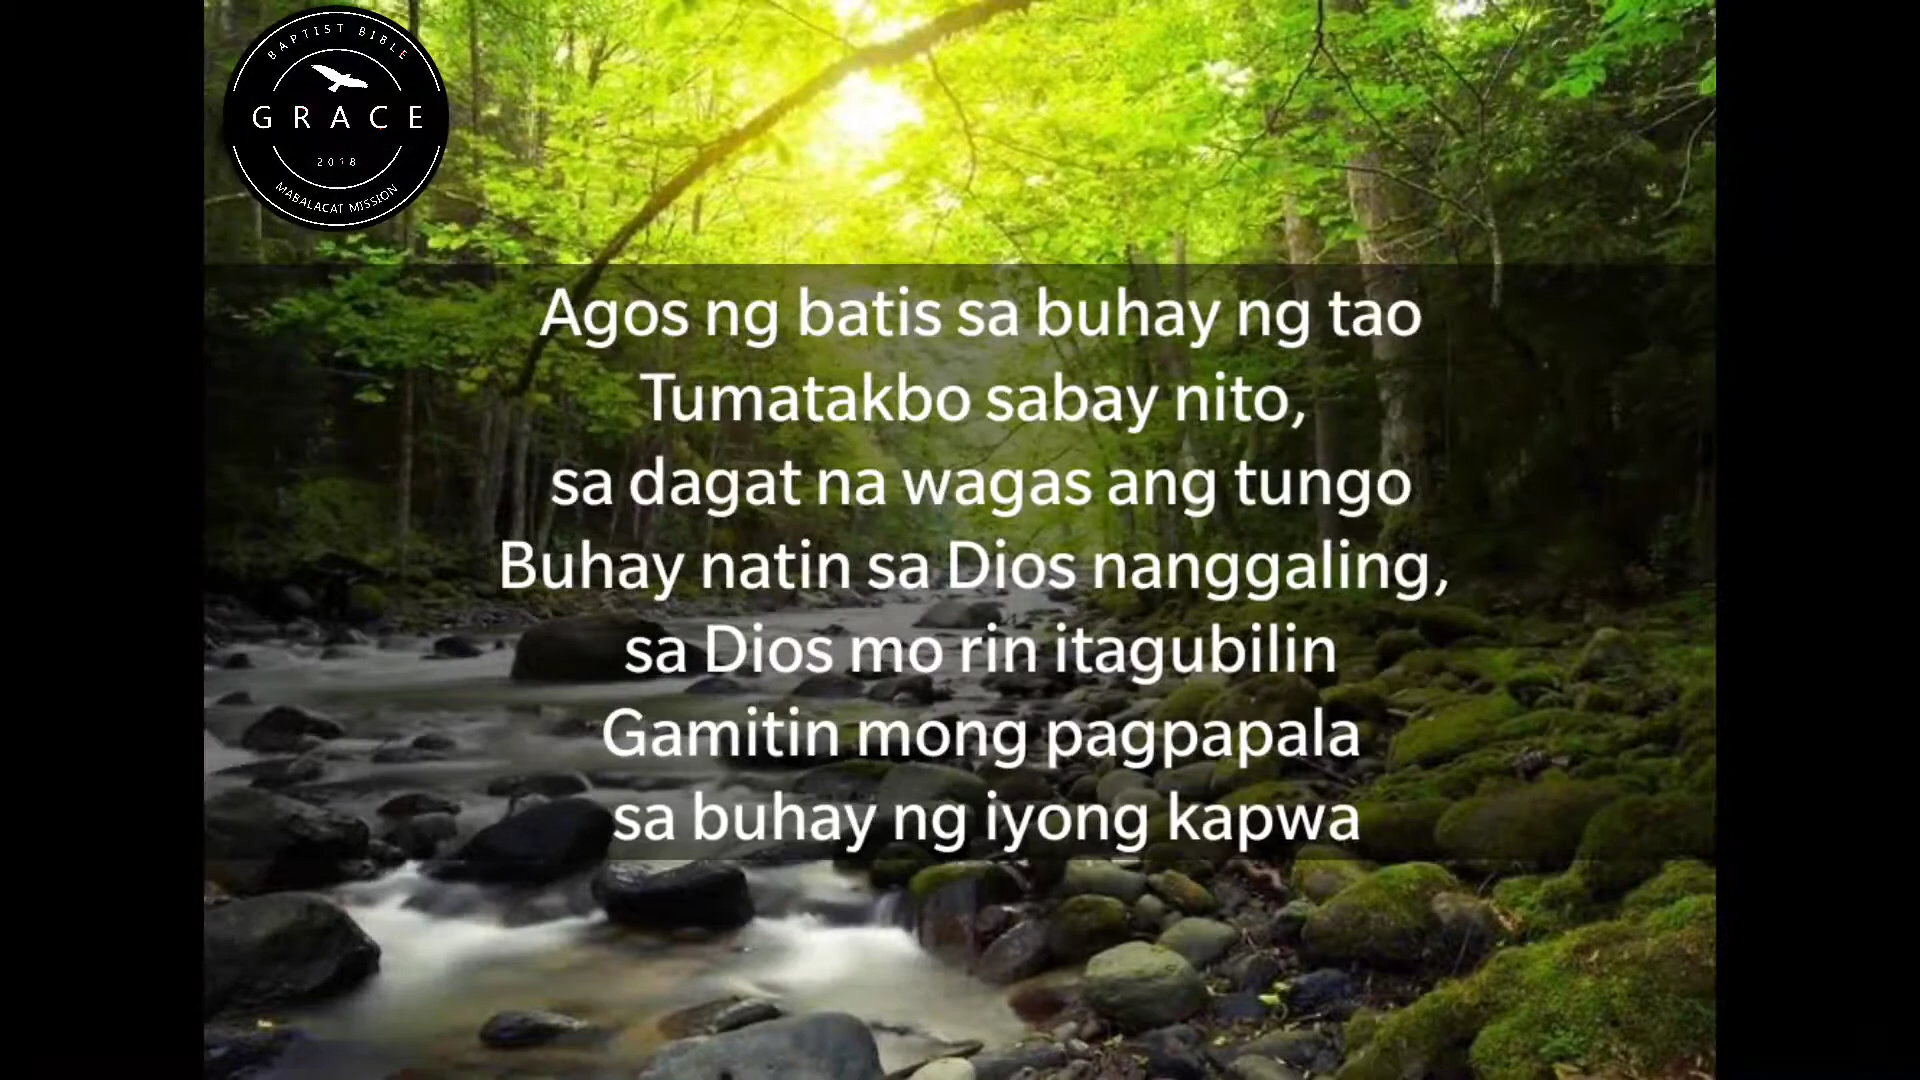 BAPTIST BIBLE
GRACE
2018
MABALACAT MISSION
Agos ng batis sa buhay ng tao
Tumatakbo sabay nito,
sa dagat na wagas ang tungo
Buhay natin sa Dios nanggaling,
sa Dios mo rin itagubilin
Gamitin mong pagpapala
sa buhay ng iyong kapwa